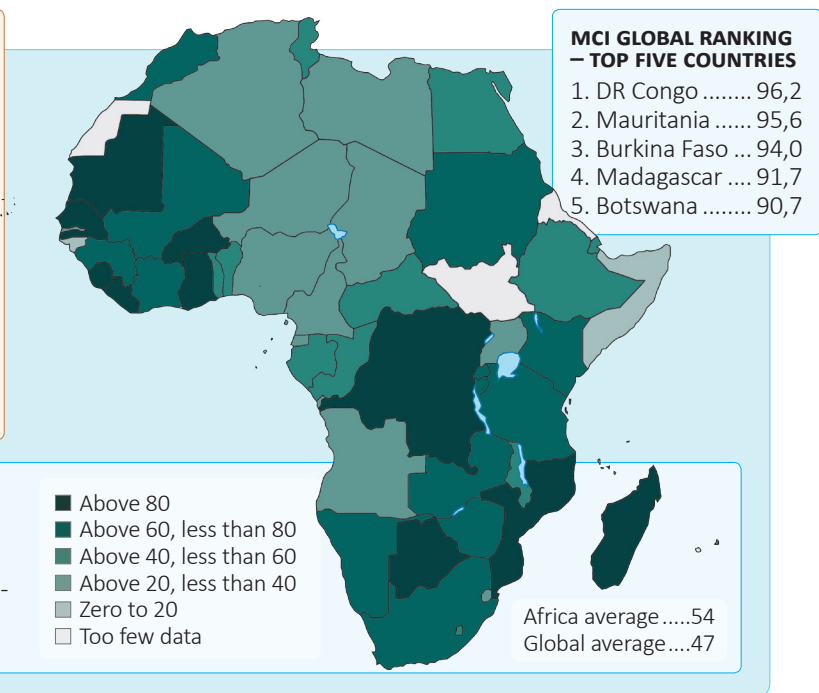 MCI GLOBAL RANKING
– TOP FIVE COUNTRIES
1. DR Congo ........ 96,2
2. Mauritania ...... 95,6
3. Burkina Faso ... 94,0
4. Madagascar .... 91,7
5. Botswana ........ 90,7
Above 80
Above 60, less than 80
Above 40, less than 60
Above 20, less than 40
Zero to 20
Too few data
Africa average .....54
Global average....47